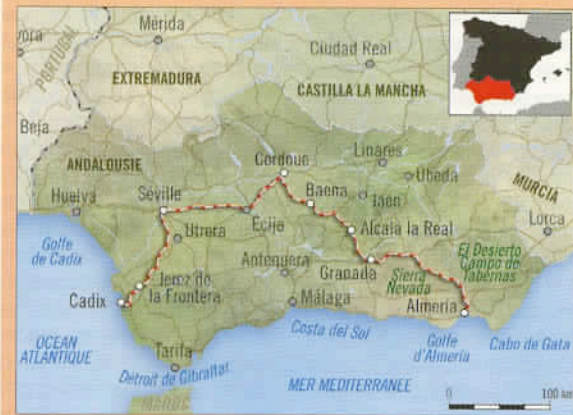 Mérida
Ciudad Real
PORTUGAL
EXTREMADURA
CASTILLA LA MANCHA
Beja
ANDALOUSIE
Cordoue
Linares
Ubeda
MURCIA
Huelva
Séville
Baena
Jaén
Ecija
Lorca
Utrera
Alcala la Real
Golfe
de Cadix
Antequera
Granada
El Desierto
Campo de
Tabernas
Sierra
Nevada
Jerez de
la Frontera
Cadix
Málaga
Almería
OCEAN
ATLANTIQUE
Costa del Sol
Golfe
d'Almería
Cabo de Gata
Tarifa
Détroit de Gibraltar
MER MEDITERRANEE
MAROC
0 100 km